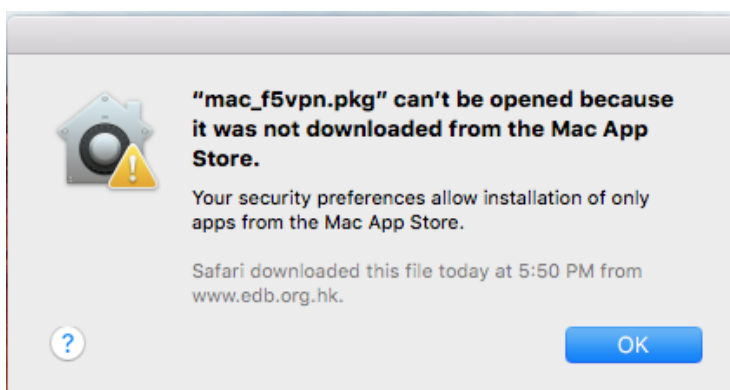 “mac_f5vpn.pkg” can’t be opened because
it was not downloaded from the Mac App
Store.
Your security preferences allow installation of only
apps from the Mac App Store.
Safari downloaded this file today at 5:50 PM from
www.edb.org.hk.
?
OK